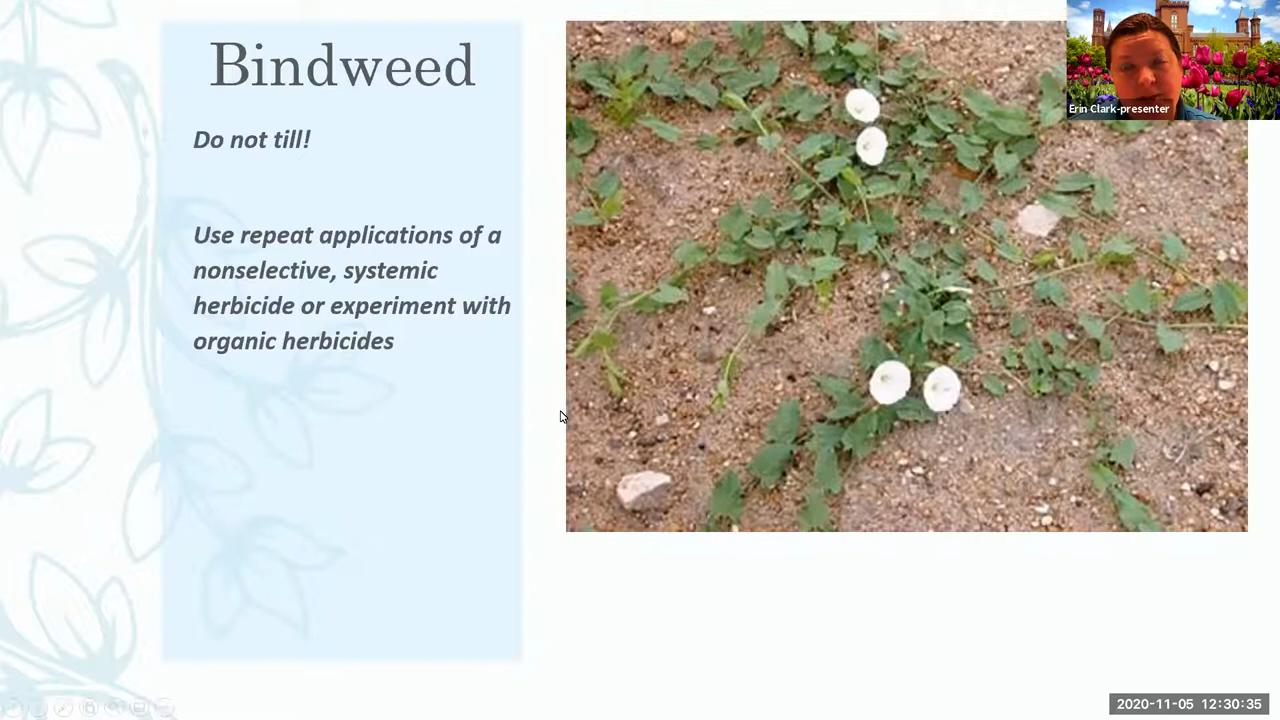 Bindweed
Do not till!
Use repeat applications of a
nonselective, systemic
herbicide or experiment with
organic herbicides
Erin Clark-presenter
2020-11-05 12:30:35